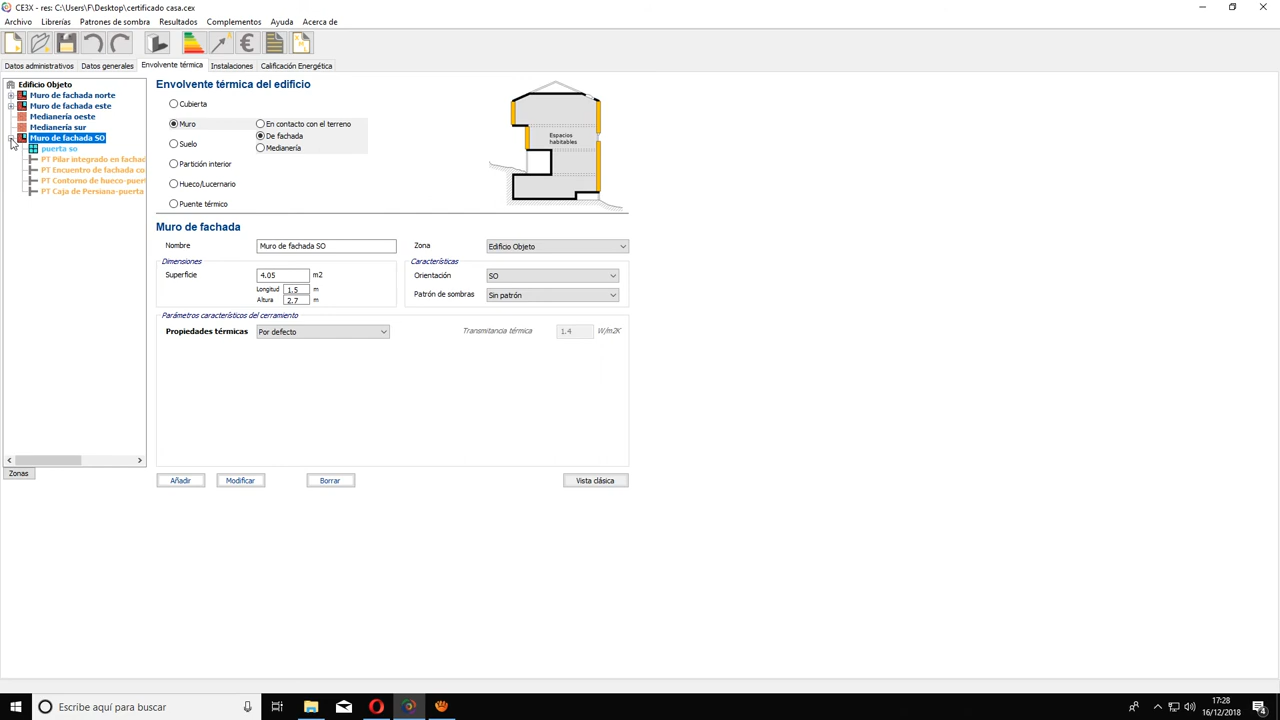 CE3X - res: C:\Users\F\Desktop\certificado casa.cex
Archivo Librerías Patrones de sombra Resultados Complementos Ayuda Acerca de
Datos administrativos Datos generales Envolvente térmica Instalaciones Calificación Energética
Edificio Objeto
Muro de fachada norte
Muro de fachada este
Medianería oeste
Medianería sur
Muro de fachada SO
puerta so
PT Pilar integrado en fachad
PT Encuentro de fachada co
PT Contorno de hueco-puert
PT Caja de Persiana-puerta
Zonas
Envolvente térmica del edificio
Cubierta
Muro
En contacto con el terreno
De fachada
Medianería
Suelo
Partición interior
Hueco/Lucernario
Puente térmico
Espacios
habitables
Muro de fachada
Nombre Muro de fachada SO Zona Edificio Objeto
Dimensiones
Superficie 4.05 m2
Longitud 1.5 m
Altura 2.7 m
Características
Orientación SO
Patrón de sombras Sin patrón
Parámetros característicos del cerramiento
Propiedades térmicas Por defecto Transmitancia térmica 1.4 W/m2K
Añadir Modificar Borrar Vista clásica
Escribe aquí para buscar
17:28
16/12/2018
4